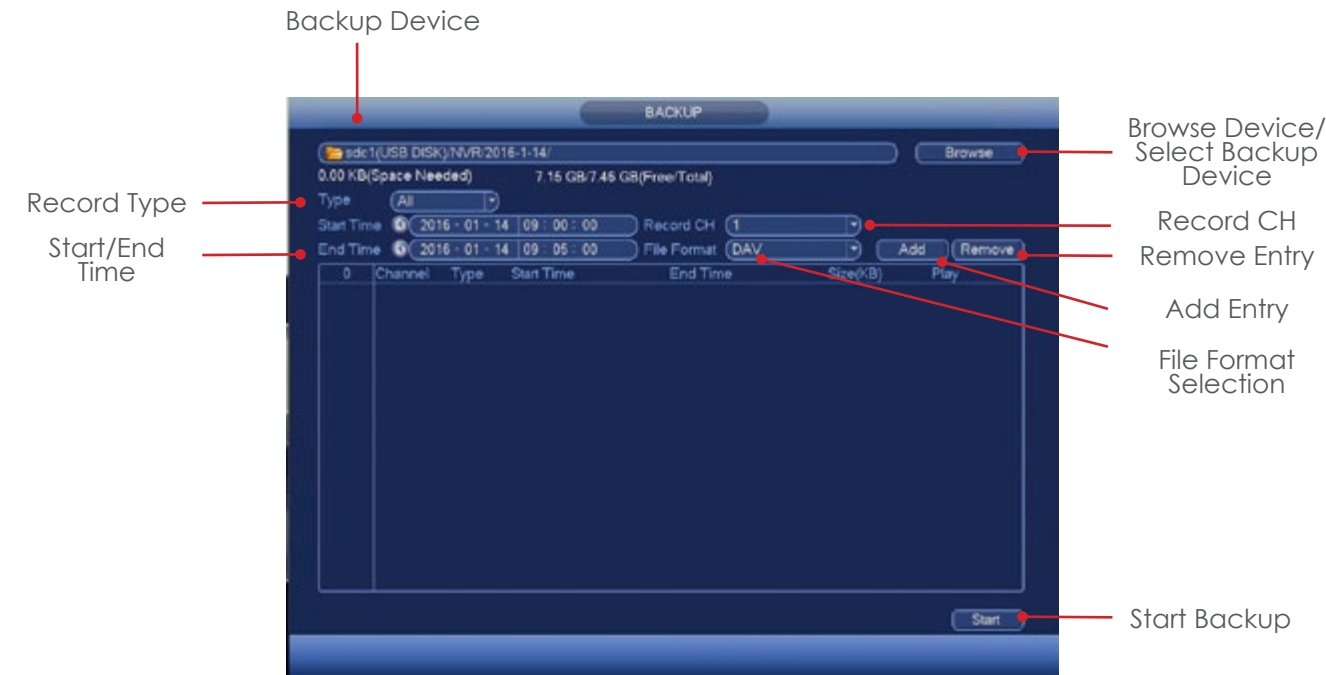 Backup Device
BACKUP
sdc1(USB DISK)/NVR/2016-1-14/
Browse
Browse Device/
Select Backup
Device
0.00 KB(Space Needed)
7.15 GB/7.45 GB(Free/Total)
Record Type
Type
All
Start Time
2016 - 01 - 14
09 : 00 : 00
Record CH
1
Record CH
Start/End
Time
End Time
2016 - 01 - 14
09 : 05 : 00
File Format
DAV
Add
Remove
Remove Entry
0
Channel
Type
Start Time
End Time
Size(KB)
Play
Add Entry
File Format
Selection
Start
Start Backup